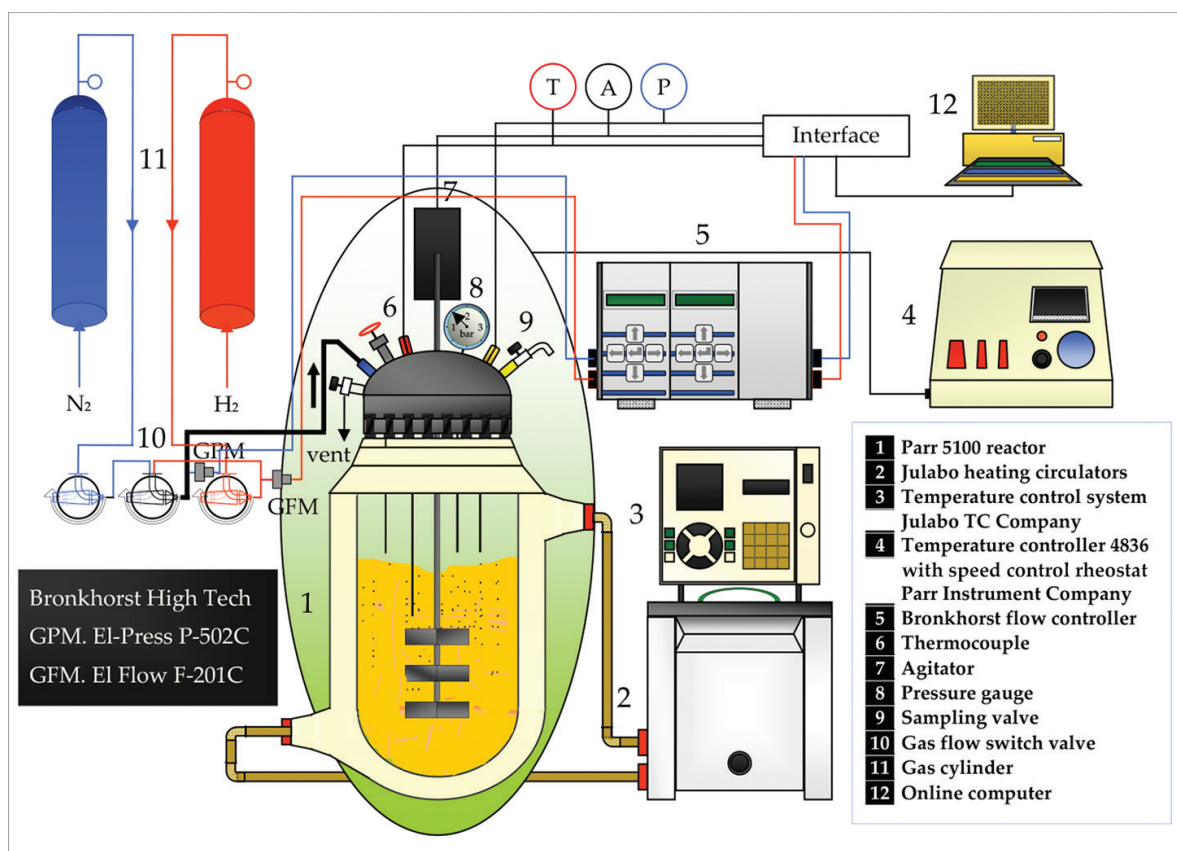 T
A
P
12
Interface
11
7
5
8
6
2
1
3
bar
9
4
N2
H2
10
GPM
vent
GFM
3
1
2
Bronkhorst High Tech
GPM. El-Press P-502C
GFM. El Flow F-201C
1 Parr 5100 reactor
2 Julabo heating circulators
3 Temperature control system
Julabo TC Company
4 Temperature controller 4836
with speed control rheostat
Parr Instrument Company
5 Bronkhorst flow controller
6 Thermocouple
7 Agitator
8 Pressure gauge
9 Sampling valve
10 Gas flow switch valve
11 Gas cylinder
12 Online computer